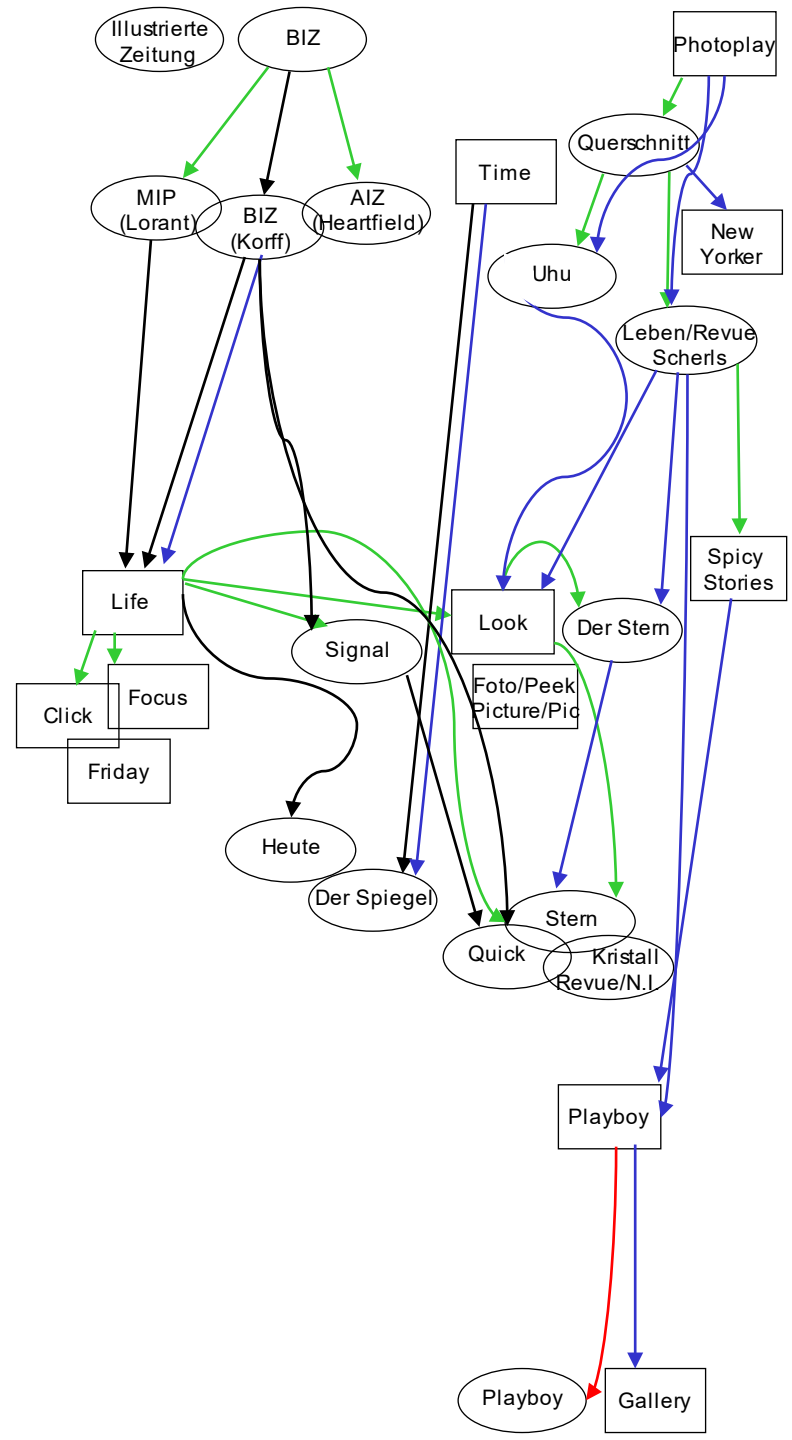 Illustrierte
Zeitung
BIZ
Photoplay
Querschnitt
Time
MIP
(Lorant)
BIZ
(Korff)
AIZ
(Heartfield)
New
Yorker
Uhu
Leben/Revue
Scherls
Spicy
Stories
Life
Look
Der Stern
Signal
Foto/Peek
Picture/Pic
Click
Focus
Friday
Heute
Der Spiegel
Stern
Quick
Kristall
Revue/N.I.
Playboy
Playboy
Gallery